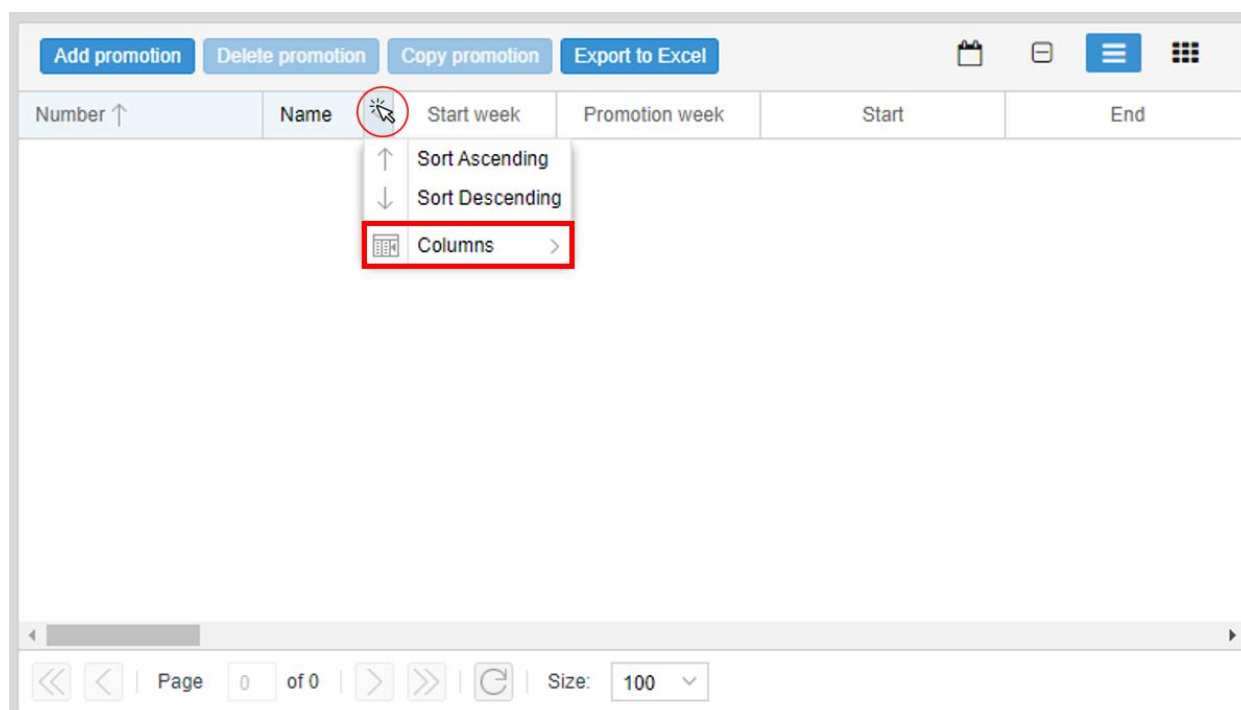 Add promotion Delete promotion Copy promotion Export to Excel
Number Name Start week Promotion week Start End
Sort Ascending
Sort Descending
Columns
Page 0 of 0 Size: 100